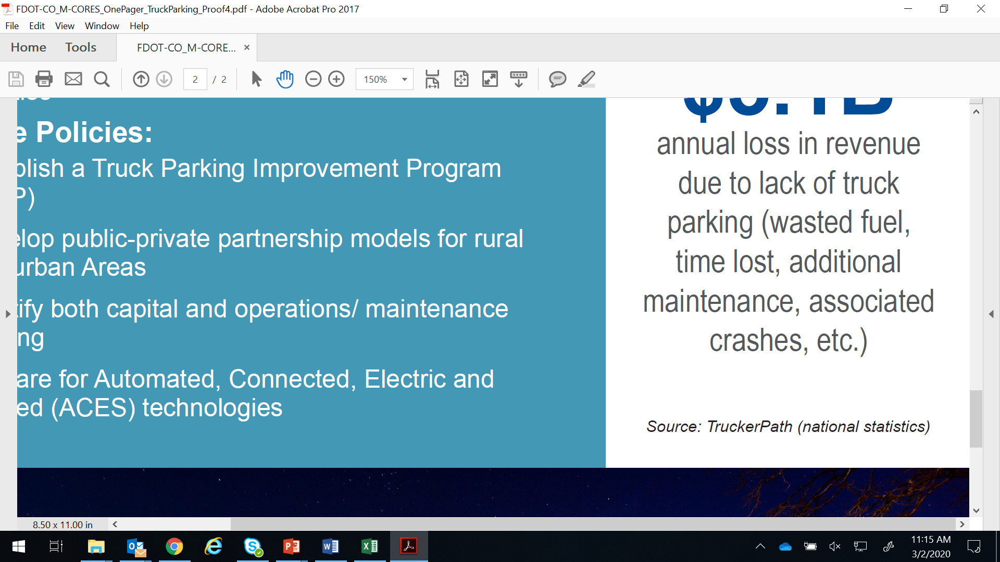 FDOT-CO_M-CORES_OnePager_TruckParking_Proof4.pdf - Adobe Acrobat Pro 2017
File Edit View Window Help
Home Tools FDOT-CO_M-CORE... ×
2 / 2 150%
e Policies:
blish a Truck Parking Improvement Program
P)
elop public-private partnership models for rural
urban Areas
tify both capital and operations/ maintenance
ng
are for Automated, Connected, Electric and
ed (ACES) technologies
annual loss in revenue
due to lack of truck
parking (wasted fuel,
time lost, additional
maintenance, associated
crashes, etc.)
Source: TruckerPath (national statistics)
8.50 x 11.00 in
11:15 AM
3/2/2020